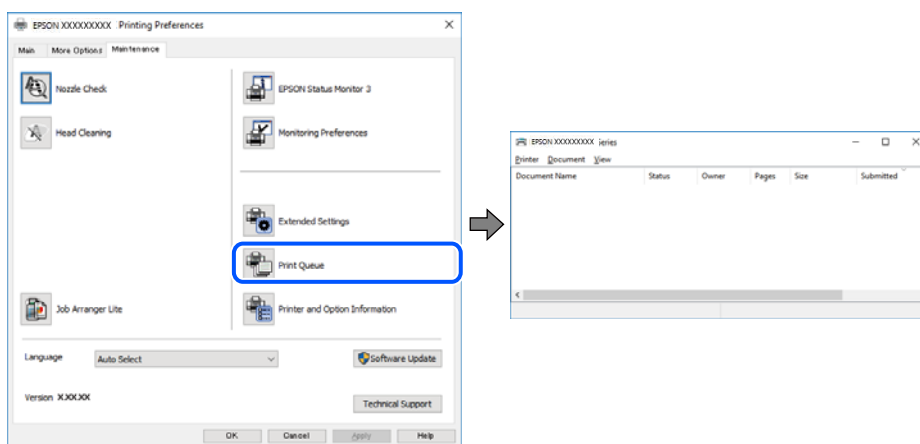 EPSON XXXXXXXXX Printing Preferences
Main More Options Maintenance
Nozzle Check
EPSON Status Monitor 3
Head Cleaning
Monitoring Preferences
Extended Settings
Print Queue
Job Arranger Lite
Printer and Option Information
Language Auto Select Software Update
Version X.XX.XX
Technical Support
OK Cancel Apply Help
EPSON XXXXXXXXX ieries
Printer Document View
Document Name Status Owner Pages Size Submitted